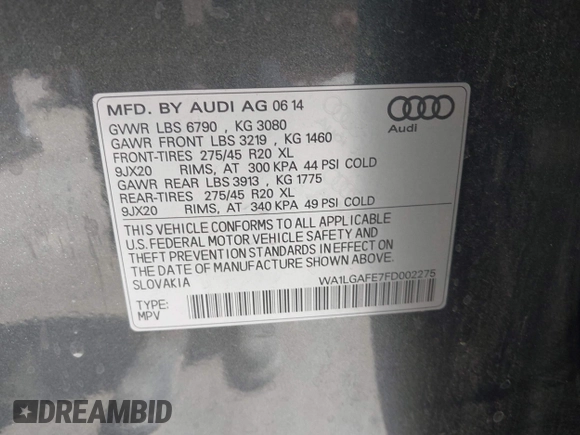 MFD. BY AUDI AG 06 14
GVWR LBS 6790 , KG 3080
GAWR FRONT LBS 3219 , KG 1460
FRONT-TIRES 275/45 R20 XL
9JX20 RIMS, AT 300 KPA 44 PSI COLD
GAWR REAR LBS 3913 , KG 1775
REAR-TIRES 275/45 R20 XL
9JX20 RIMS, AT 340 KPA 49 PSI COLD
Audi
THIS VEHICLE CONFORMS TO ALL APPLICABLE
U.S. FEDERAL MOTOR VEHICLE SAFETY AND
THEFT PREVENTION STANDARDS IN EFFECT ON
THE DATE OF MANUFACTURE SHOWN ABOVE.
SLOVAKIA
WA1LGAFE7FD002275
TYPE:
MPV
DREAMBID